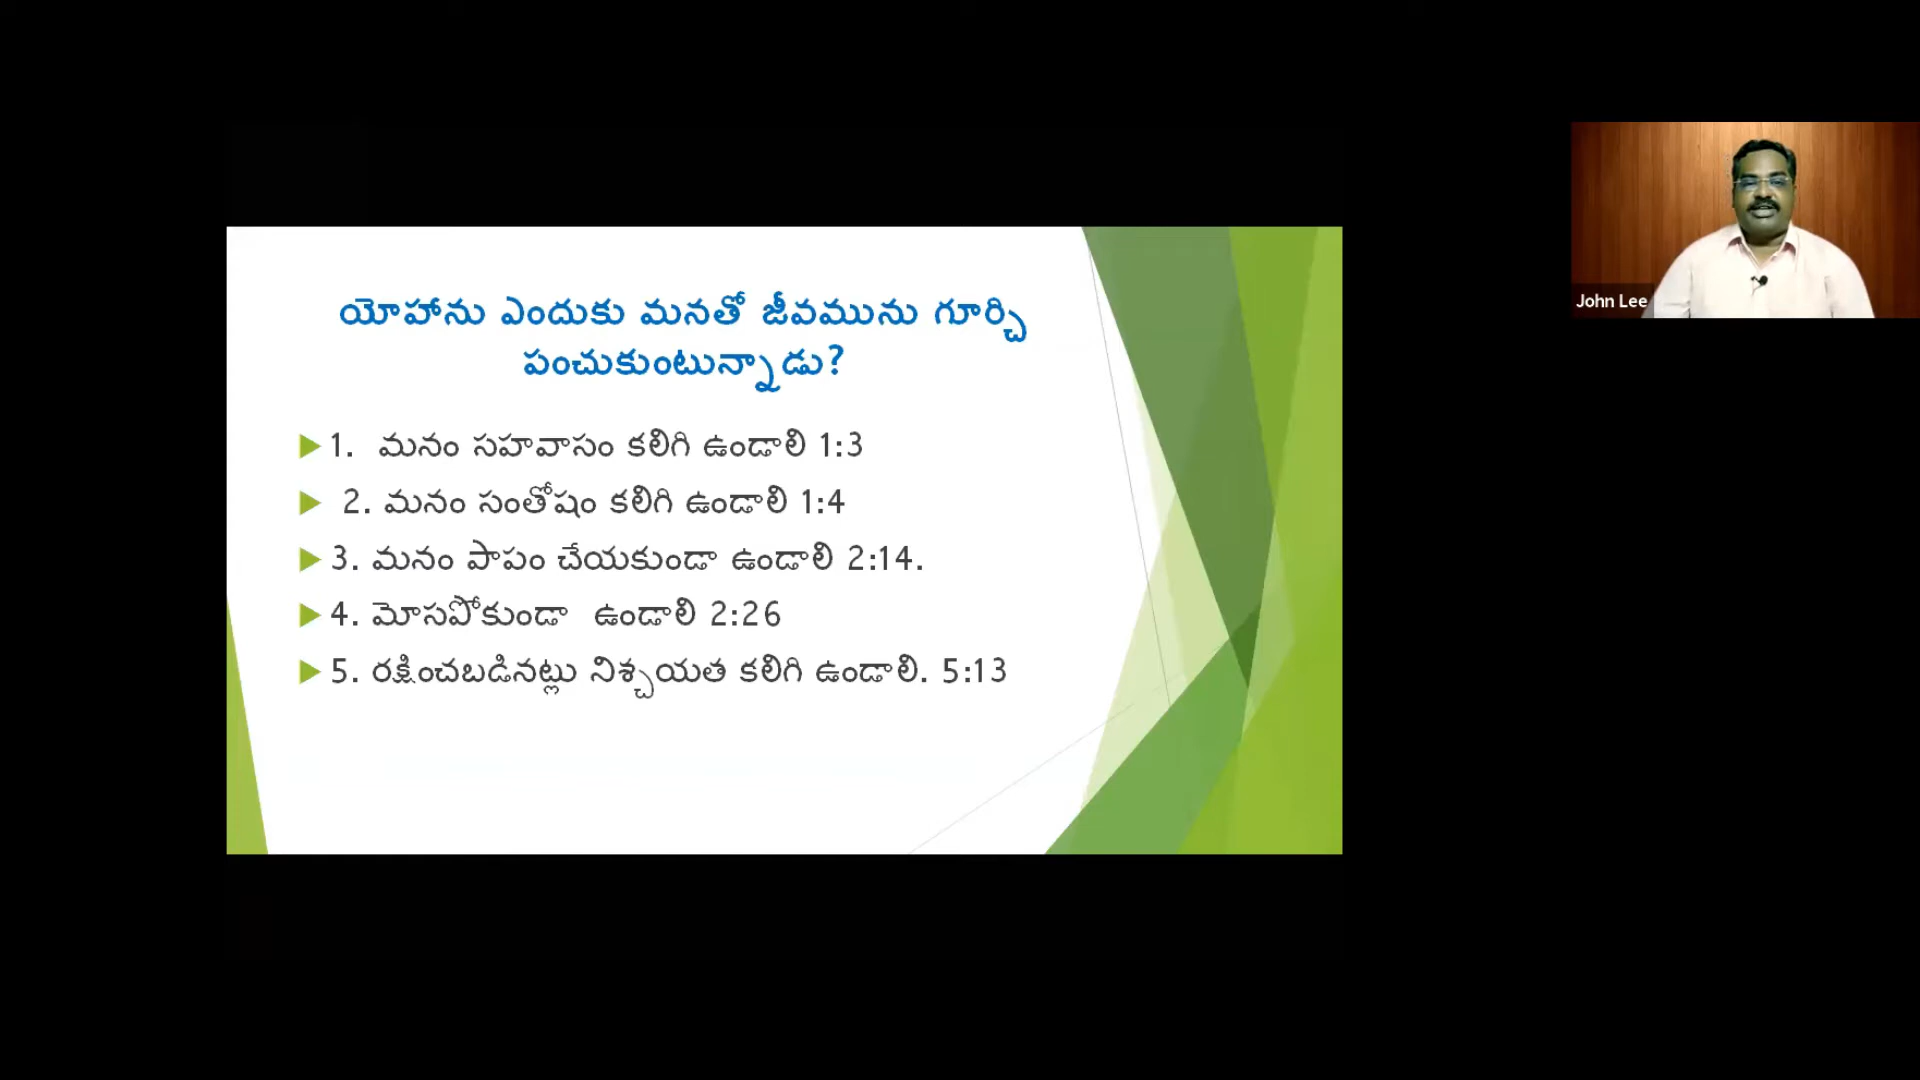 యోహాను ఎందుకు మనతో జీవమును గూర్చి
పంచుకుంటున్నాడు?
1. మనం సహవాసం కలిగి ఉండాలి 1:3
2. మనం సంతోషం కలిగి ఉండాలి 1:4
3. మనం పాపం చేయకుండా ఉండాలి 2:14.
4. మోసపోకుండా ఉండాలి 2:26
5. రక్షించబడినట్లు నిశ్చయత కలిగి ఉండాలి. 5:13
John Lee